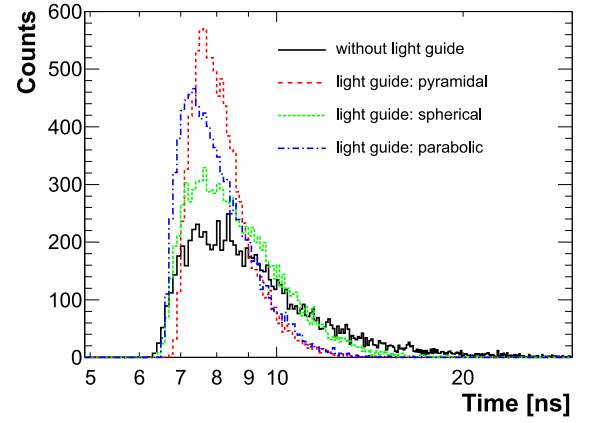 Counts
600
500
400
300
200
100
0
without light guide
light guide: pyramidal
light guide: spherical
light guide: parabolic
5 6 7 8 9 10 20
Time [ns]